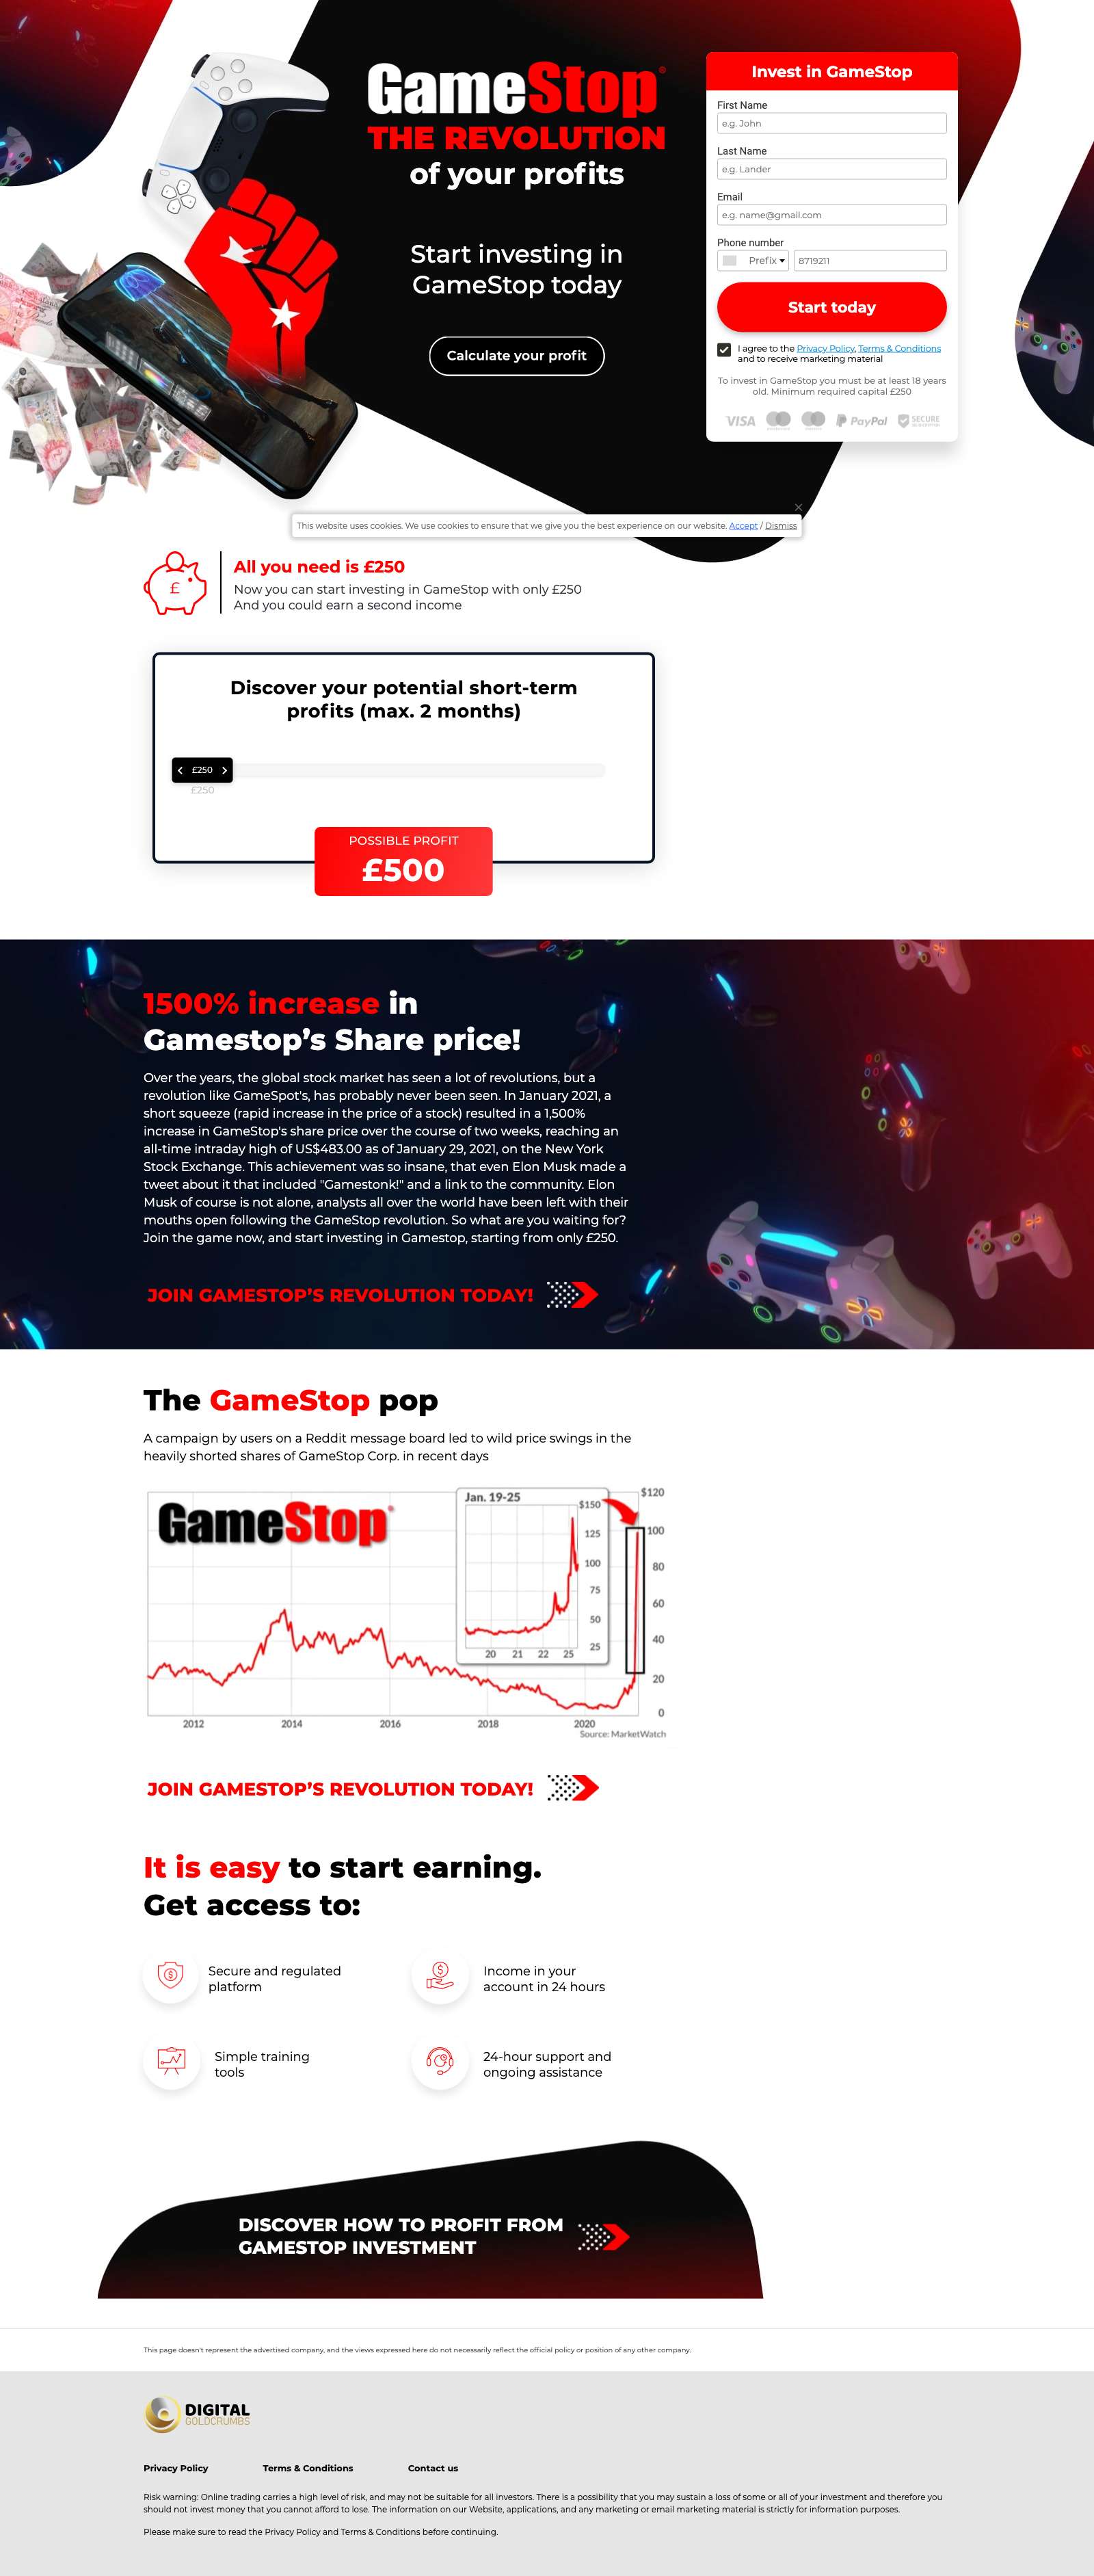 GameStop
THE REVOLUTION
of your profits
Start investing in
GameStop today
Calculate your profit
Invest in GameStop
First Name
e.g. John
Last Name
e.g. Lander
Email
e.g. name@gmail.com
Phone number
Prefix
8719211
Start today
I agree to the Privacy Policy, Terms & Conditions
and to receive marketing material
To invest in GameStop you must be at least 18 years
old. Minimum required capital £250
VISA
PayPal
SECURE
This website uses cookies. We use cookies to ensure that we give you the best experience on our website. Accept / Dismiss
All you need is £250
Now you can start investing in GameStop with only £250
And you could earn a second income
£
Discover your potential short-term
profits (max. 2 months)
£250
£250
POSSIBLE PROFIT
£500
1500% increase in
Gamestop’s Share price!
Over the years, the global stock market has seen a lot of revolutions, but a
revolution like GameSpot's, has probably never been seen. In January 2021, a
short squeeze (rapid increase in the price of a stock) resulted in a 1,500%
increase in GameStop's share price over the course of two weeks, reaching an
all-time intraday high of US$483.00 as of January 29, 2021, on the New York
Stock Exchange. This achievement was so insane, that even Elon Musk made a
tweet about it that included "Gamestonk!" and a link to the community. Elon
Musk of course is not alone, analysts all over the world have been left with their
mouths open following the GameStop revolution. So what are you waiting for?
Join the game now, and start investing in Gamestop, starting from only £250.
JOIN GAMESTOP’S REVOLUTION TODAY!
The GameStop pop
A campaign by users on a Reddit message board led to wild price swings in the
heavily shorted shares of GameStop Corp. in recent days
GameStop
Jan. 19-25
$150
125
100
75
50
25
20 21 22 25
$120
100
80
60
40
20
0
2012 2014 2016 2018 2020
Source: MarketWatch
JOIN GAMESTOP’S REVOLUTION TODAY!
It is easy to start earning.
Get access to:
Secure and regulated
platform
Income in your
account in 24 hours
Simple training
tools
24-hour support and
ongoing assistance
DISCOVER HOW TO PROFIT FROM
GAMESTOP INVESTMENT
This page doesn't represent the advertised company, and the views expressed here do not necessarily reflect the official policy or position of any other company.
DIGITAL
GOLDCRUMBS
Privacy Policy Terms & Conditions Contact us
Risk warning: Online trading carries a high level of risk, and may not be suitable for all investors. There is a possibility that you may sustain a loss of some or all of your investment and therefore you
should not invest money that you cannot afford to lose. The information on our Website, applications, and any marketing or email marketing material is strictly for information purposes.
Please make sure to read the Privacy Policy and Terms & Conditions before continuing.